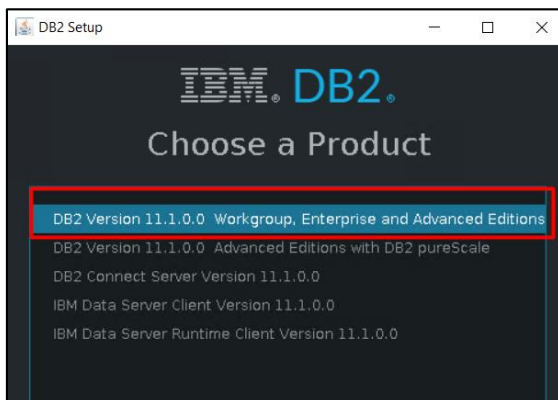 DB2 Setup
IBM® DB2®
Choose a Product
DB2 Version 11.1.0.0 Workgroup, Enterprise and Advanced Editions
DB2 Version 11.1.0.0 Advanced Editions with DB2 pureScale
DB2 Connect Server Version 11.1.0.0
IBM Data Server Client Version 11.1.0.0
IBM Data Server Runtime Client Version 11.1.0.0